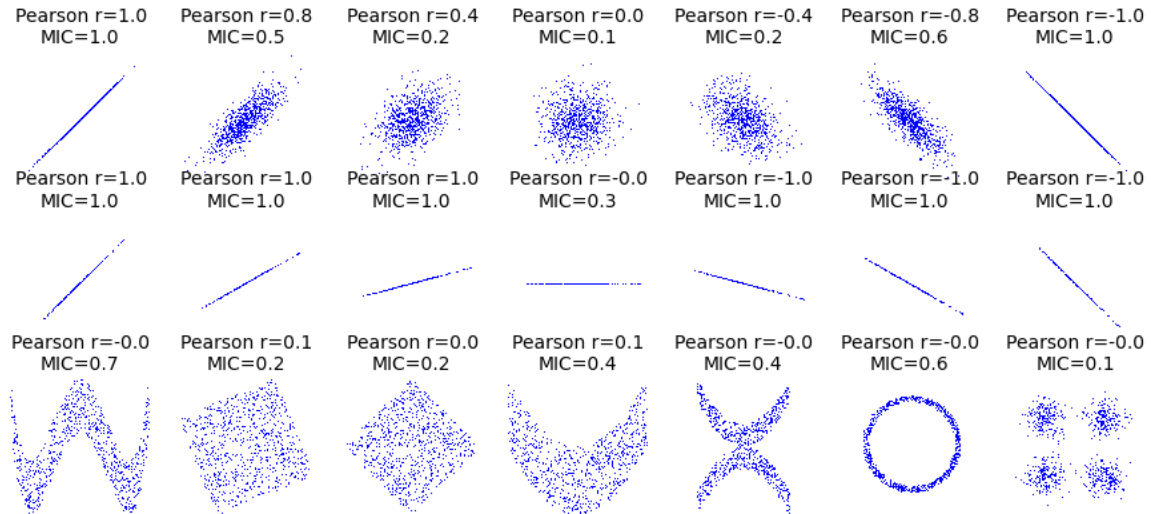 Pearson r=1.0 Pearson r=0.8 Pearson r=0.4 Pearson r=0.0 Pearson r=-0.4 Pearson r=-0.8 Pearson r=-1.0
MIC=1.0 MIC=0.5 MIC=0.2 MIC=0.1 MIC=0.2 MIC=0.6 MIC=1.0
Pearson r=1.0 Pearson r=1.0 Pearson r=1.0 Pearson r=-0.0 Pearson r=-1.0 Pearson r=-1.0 Pearson r=-1.0
MIC=1.0 MIC=1.0 MIC=1.0 MIC=0.3 MIC=1.0 MIC=1.0 MIC=1.0
Pearson r=-0.0 Pearson r=0.1 Pearson r=0.0 Pearson r=0.1 Pearson r=-0.0 Pearson r=-0.0 Pearson r=-0.0
MIC=0.7 MIC=0.2 MIC=0.2 MIC=0.4 MIC=0.4 MIC=0.6 MIC=0.1